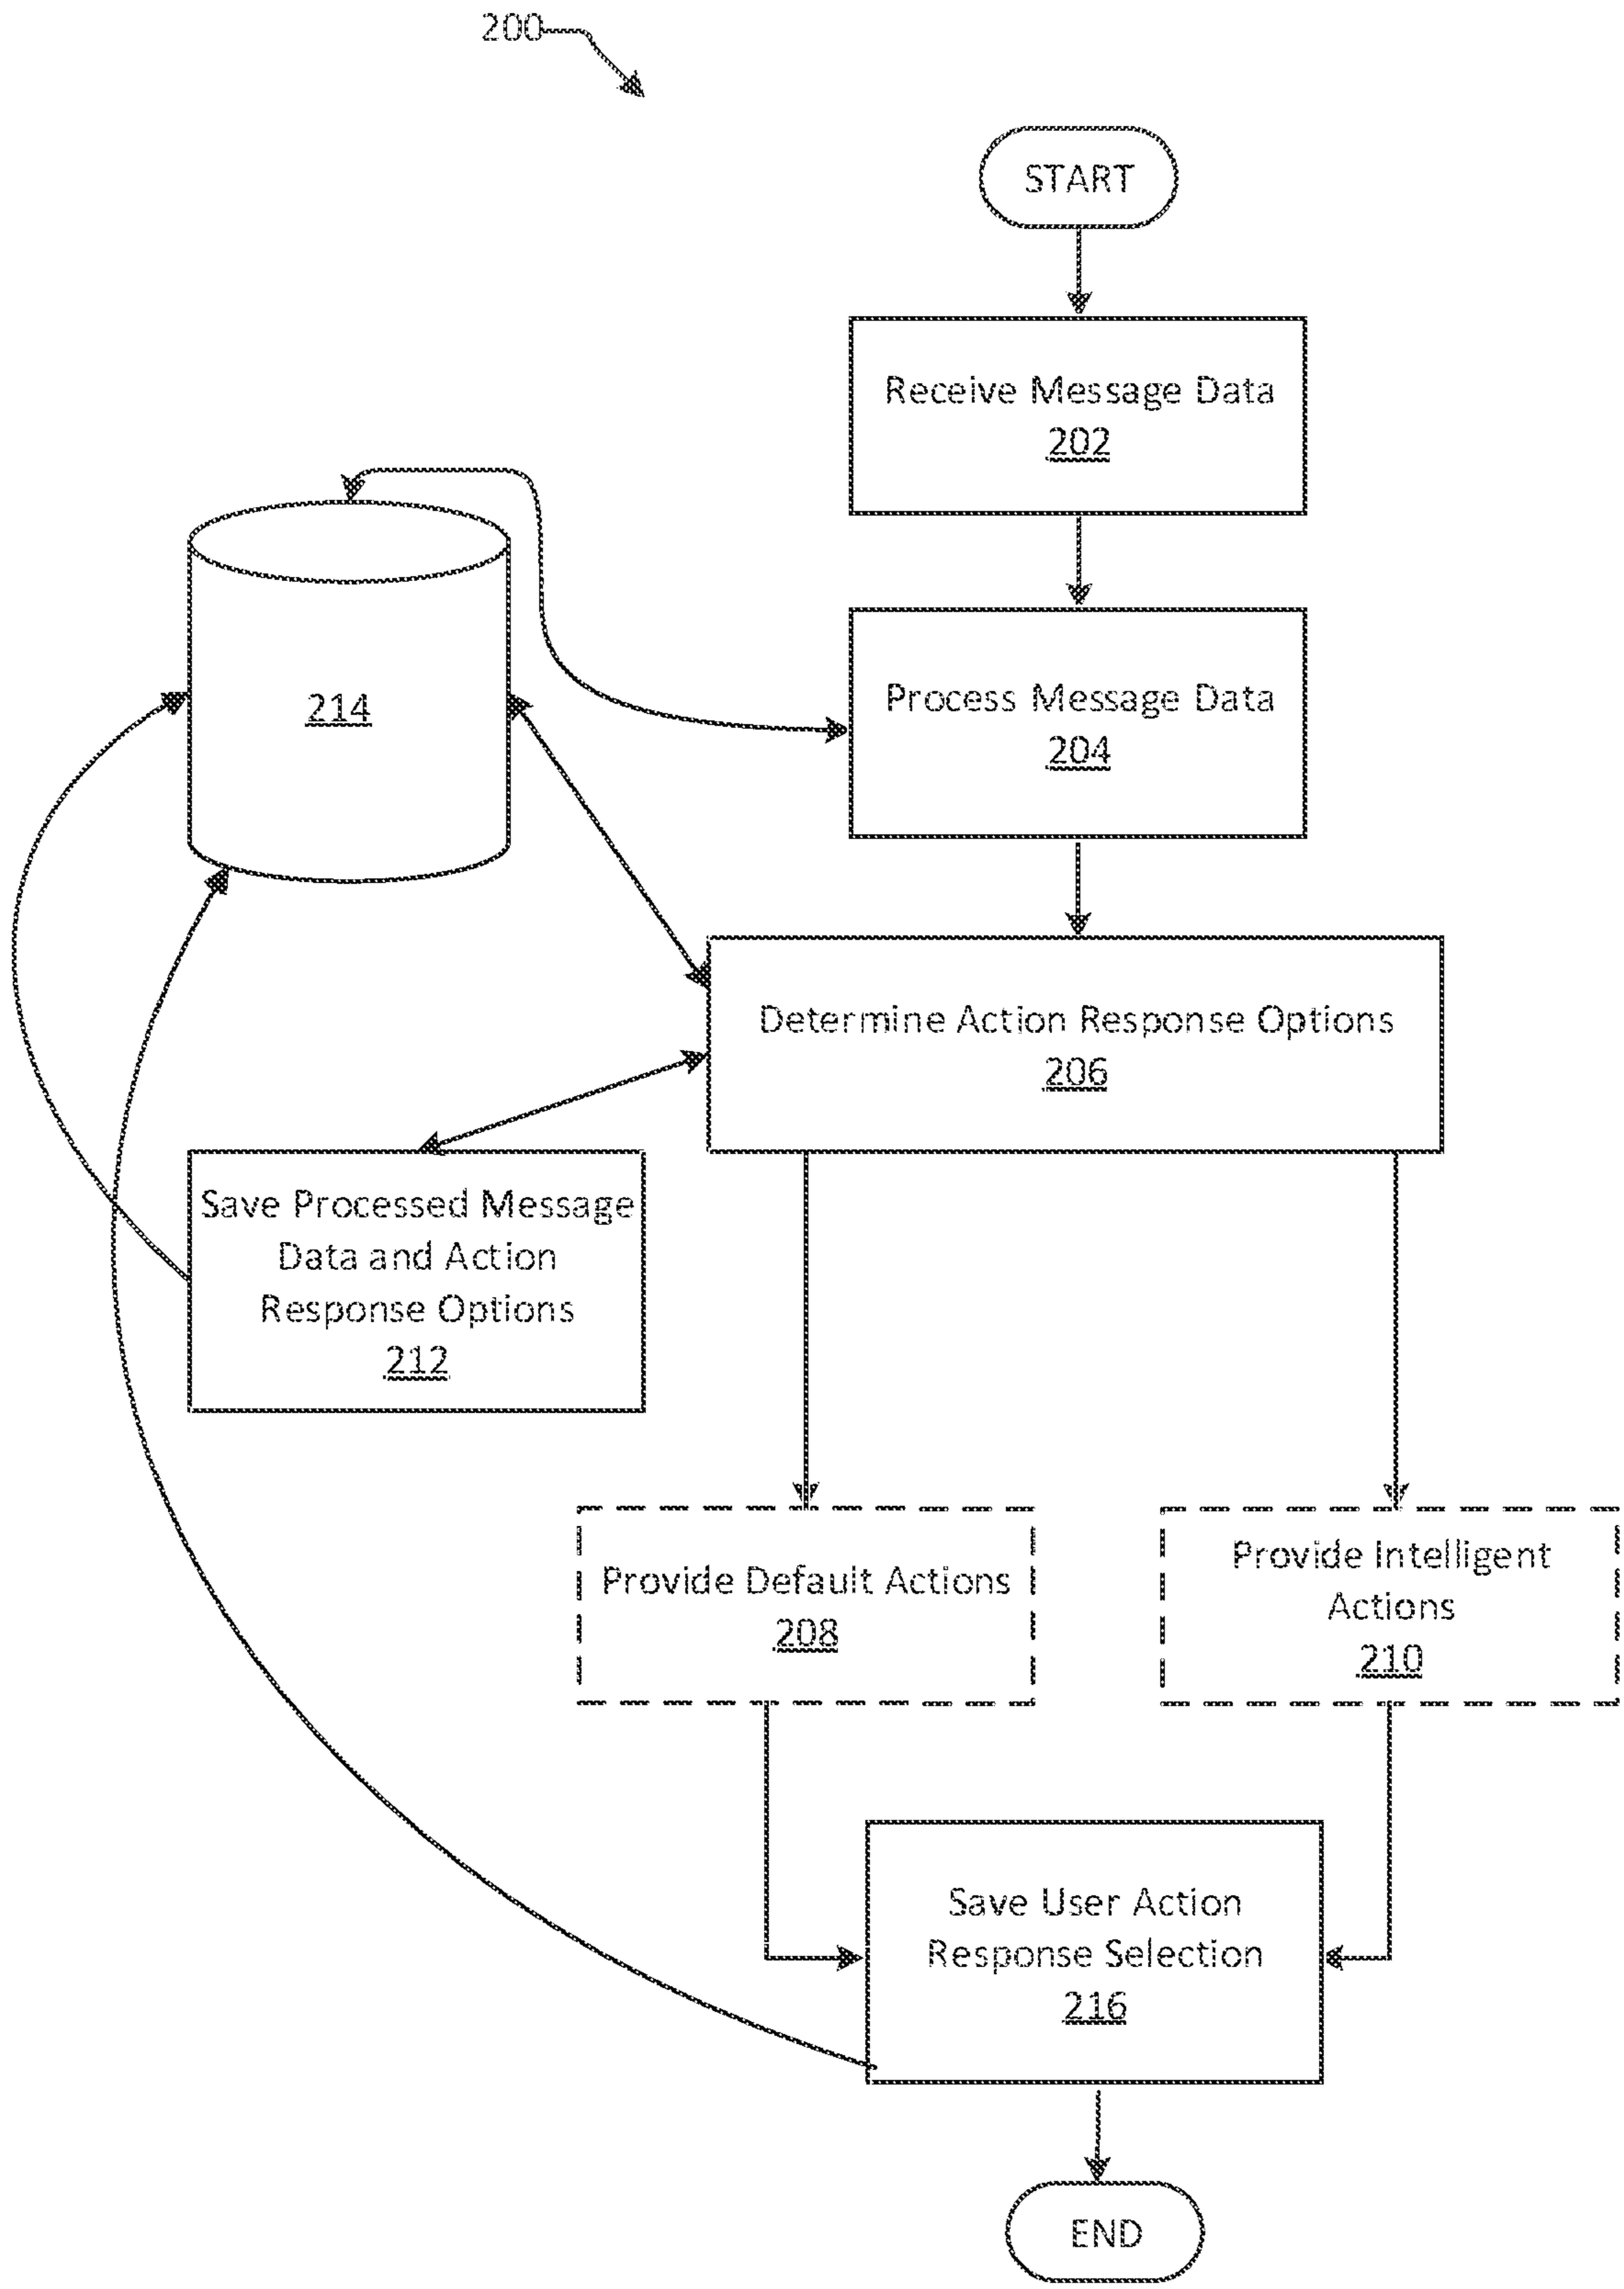 200
START
Receive Message Data
202
214
Process Message Data
204
Determine Action Response Options
206
Save Processed Message
Data and Action
Response Options
212
Provide Default Actions
208
Provide Intelligent
Actions
210
Save User Action
Response Selection
216
END